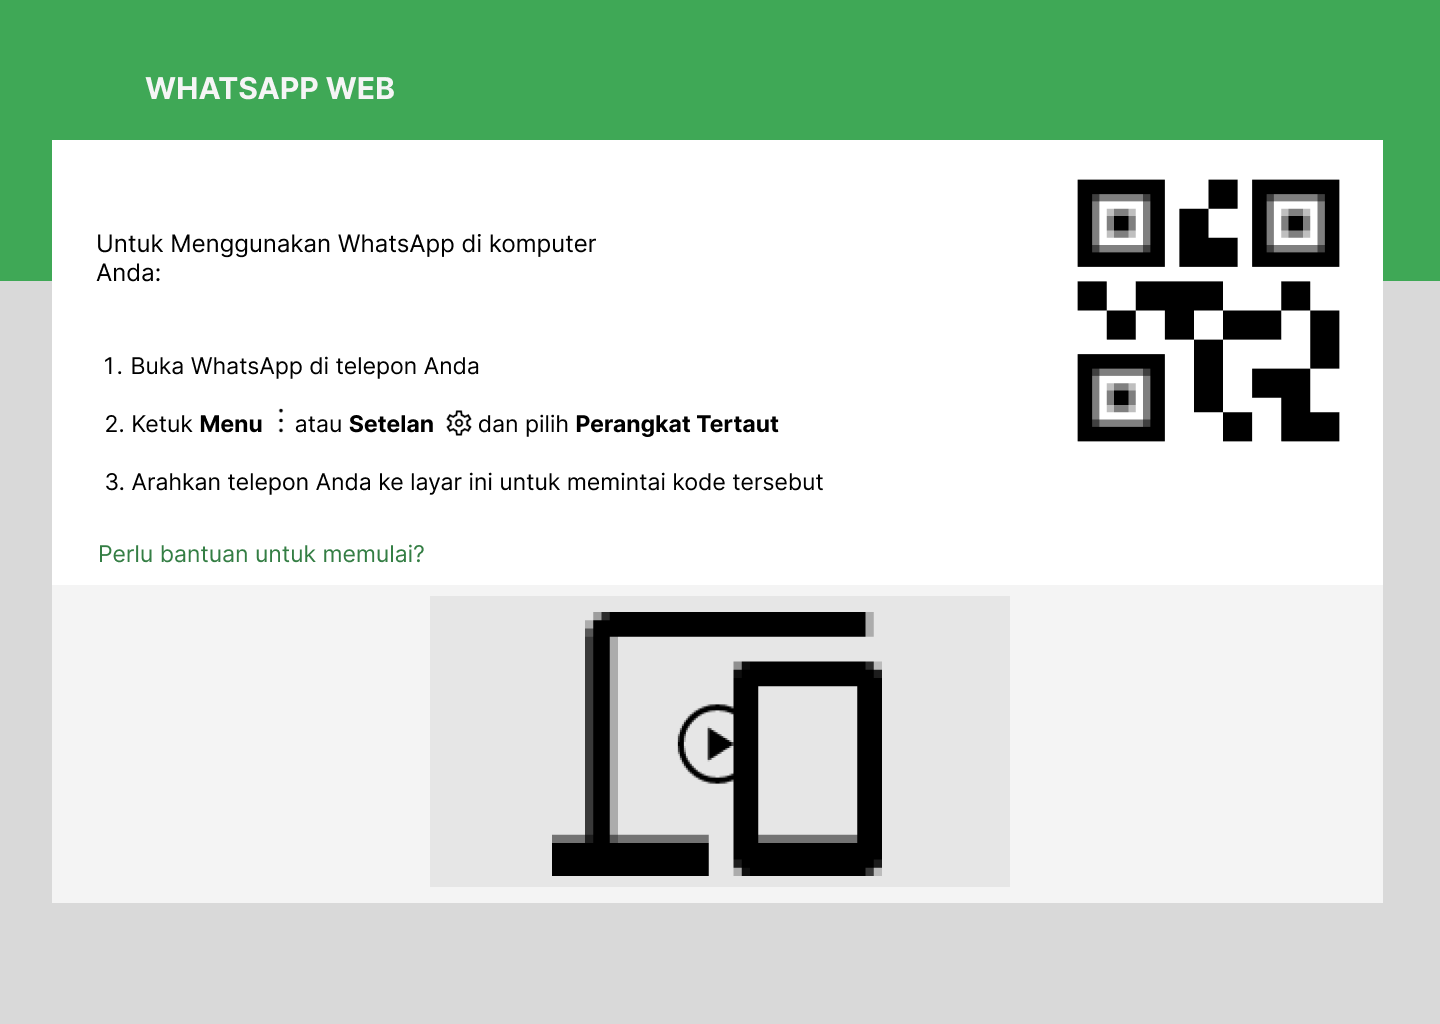 WHATSAPP WEB
Untuk Menggunakan WhatsApp di komputer
Anda:
1. Buka WhatsApp di telepon Anda
2. Ketuk Menu ⋮ atau Setelan dan pilih Perangkat Tertaut
3. Arahkan telepon Anda ke layar ini untuk memintai kode tersebut
Perlu bantuan untuk memulai?